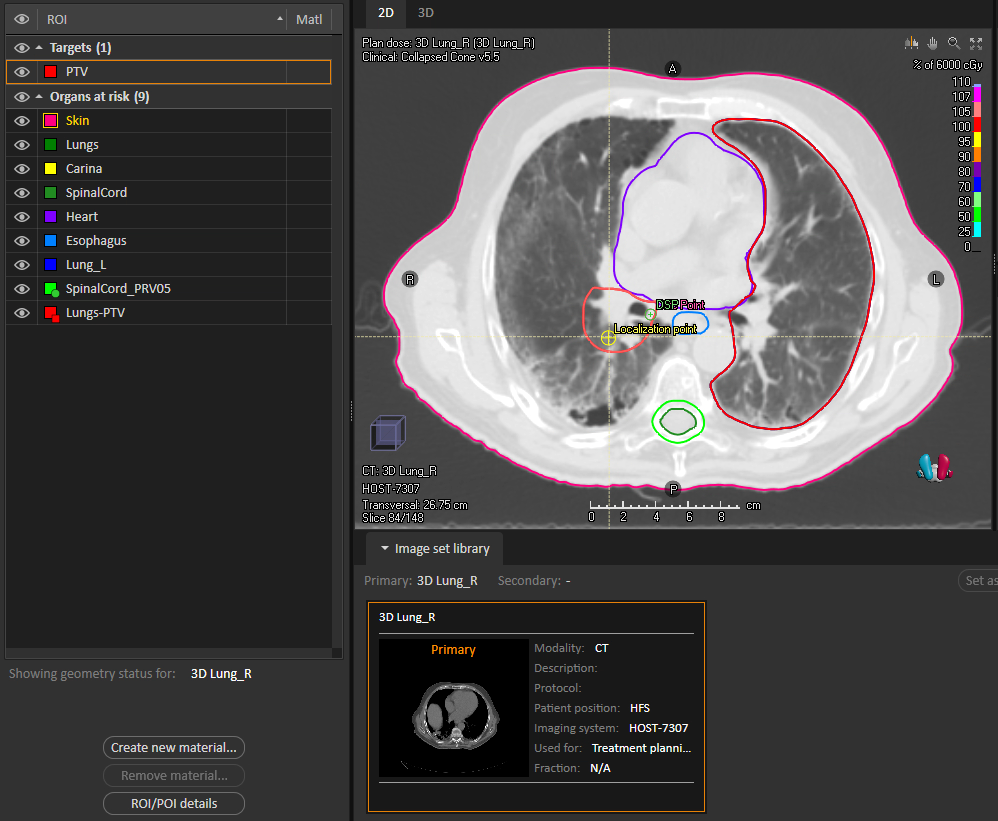 ROI Matl
Targets (1)
PTV
Organs at risk (9)
Skin
Lungs
Carina
SpinalCord
Heart
Esophagus
Lung_L
SpinalCord_PRV05
Lungs-PTV
Showing geometry status for: 3D Lung_R
Create new material...
Remove material...
ROI/POI details
2D 3D
Plan dose: 3D Lung_R (3D Lung_R)
Clinical: Collapsed Cone v5.5
% of 6000 cGy
110
107
105
100
95
90
80
70
60
50
25
0
A
R
L
P
DSP Point
Localization point
CT: 3D Lung_R
HOST-7307
Transversal: 26.75 cm
Slice 84/148
0 2 4 6 8 cm
Image set library
Primary: 3D Lung_R Secondary: -
Set as
3D Lung_R
Primary
Modality: CT
Description:
Protocol:
Patient position: HFS
Imaging system: HOST-7307
Used for: Treatment planni...
Fraction: N/A